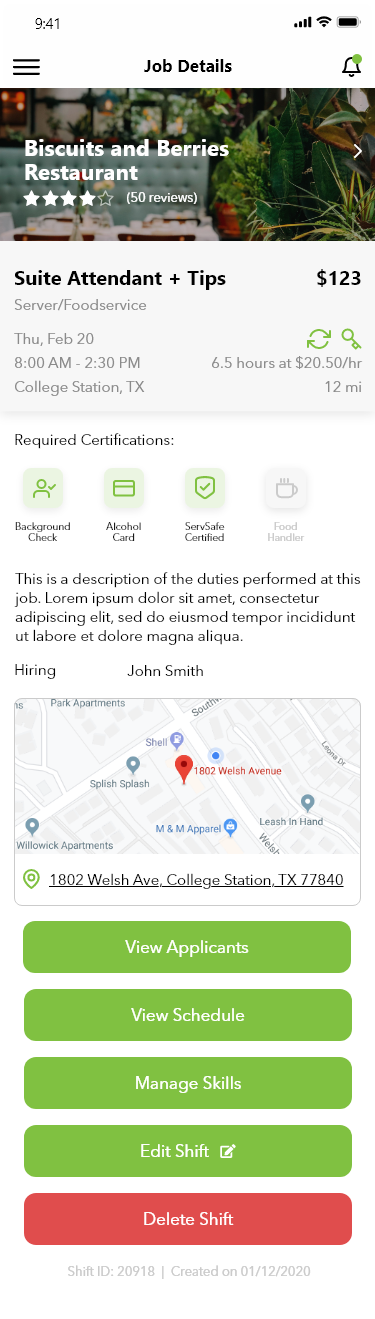 9:41
Job Details
Biscuits and Berries
Restaurant
(50 reviews)
Suite Attendant + Tips $123
Server/Foodservice
Thu, Feb 20
8:00 AM - 2:30 PM 6.5 hours at $20.50/hr
College Station, TX 12 mi
Required Certifications:
Background Check
Alcohol Card
ServSafe Certified
Food Handler
This is a description of the duties performed at this
job. Lorem ipsum dolor sit amet, consectetur
adipiscing elit, sed do eiusmod tempor incididunt
ut labore et dolore magna aliqua.
Hiring John Smith
ns
Park Apartments
Southw
Shell
Leona Dr
1802 Welsh Avenue
Splish Splash
Leash In Hand
M & M Apparel
Willowick Apartments
Welsh
1802 Welsh Ave, College Station, TX 77840
View Applicants
View Schedule
Manage Skills
Edit Shift
Delete Shift
Shift ID: 20918 | Created on 01/12/2020